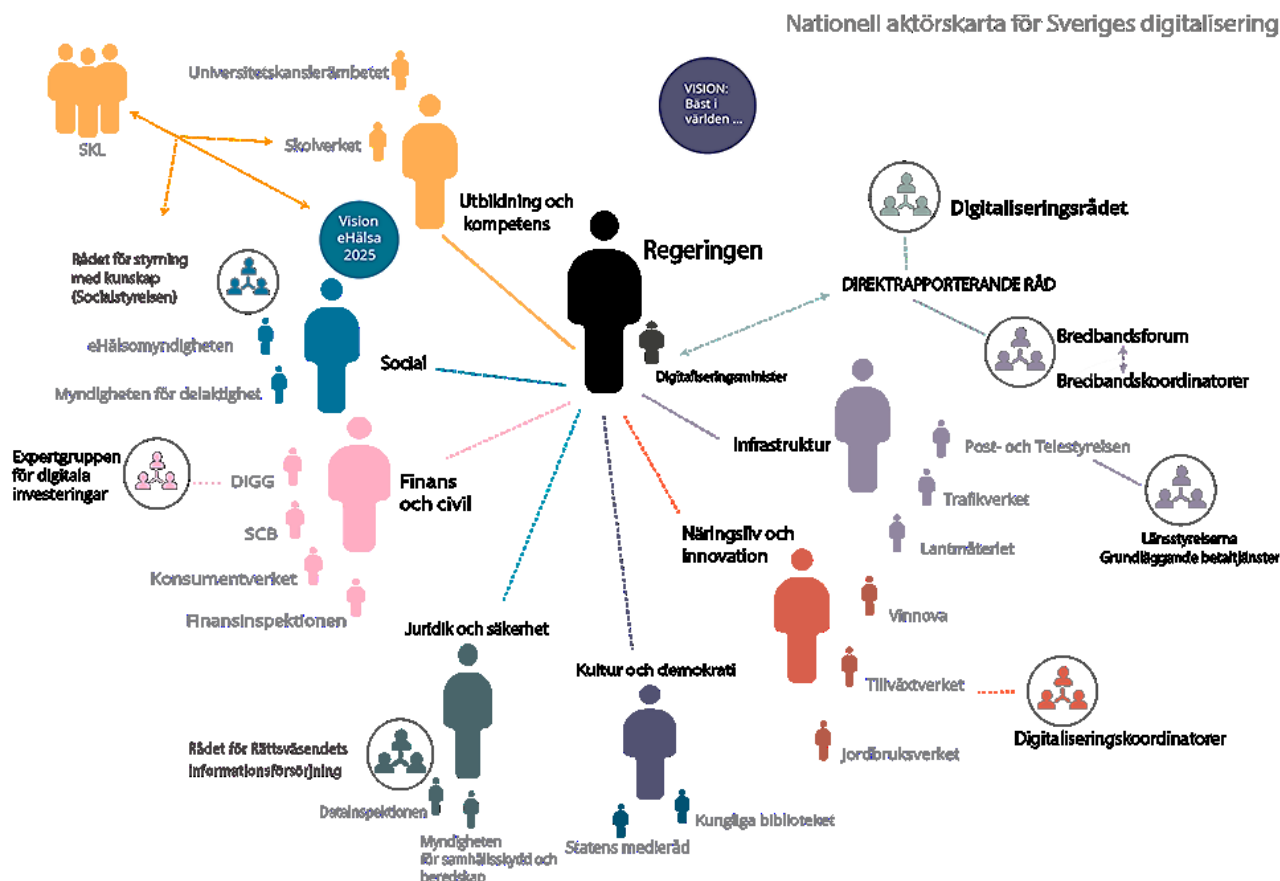 Nationell aktörskarta för Sveriges digitalisering
Universitetskanslerämbetet
VISION:
Bäst i
världen ...
SKL
Skolverket
Utbildning och
kompetens
Vision
eHälsa
2025
Regeringen
Digitaliseringsrådet
Rådet för styrning
med kunskap
(Socialstyrelsen)
DIREKTRAPPORTERANDE RÅD
eHälsomyndigheten
Bredbandsforum
Social
Digitaliseringsminister
Bredbandskoordinatorer
Myndigheten för delaktighet
Infrastruktur
Post- och Telestyrelsen
Expertgruppen
för digitala
investeringar
DIGG
Finans
och civil
Trafikverket
SCB
Näringsliv och
innovation
Lantmäteriet
Länsstyrelserna
Grundläggande betaltjänster
Konsumentverket
Finansinspektionen
Vinnova
Juridik och säkerhet
Kultur och demokrati
Tillväxtverket
Digitaliseringskoordinatorer
Rådet för Rättsväsendets
informationsförsörjning
Jordbruksverket
Datainspektionen
Kungliga biblioteket
Statens medieråd
Myndigheten
för samhällsskydd och
beredskap